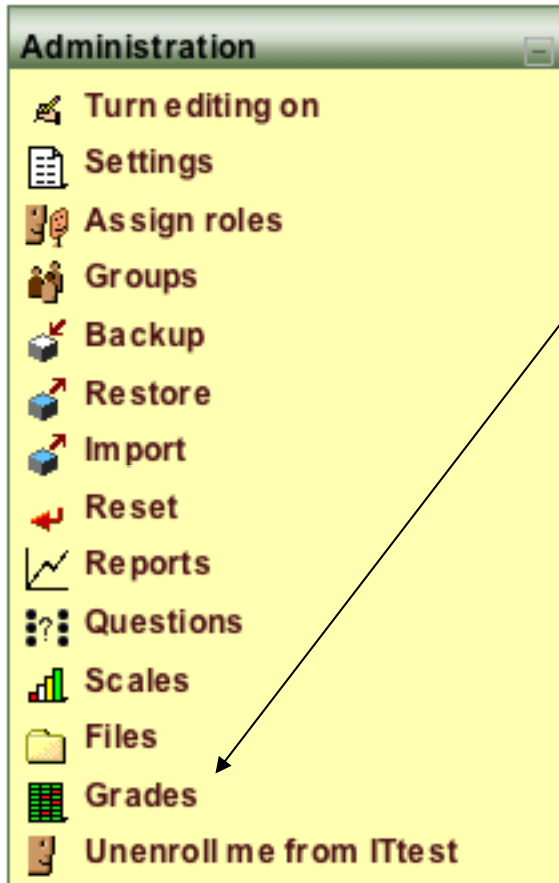 Administration
Turn editing on
Settings
Assign roles
Groups
Backup
Restore
Import
Reset
Reports
Questions
Scales
Files
Grades
Unenroll me from ITtest